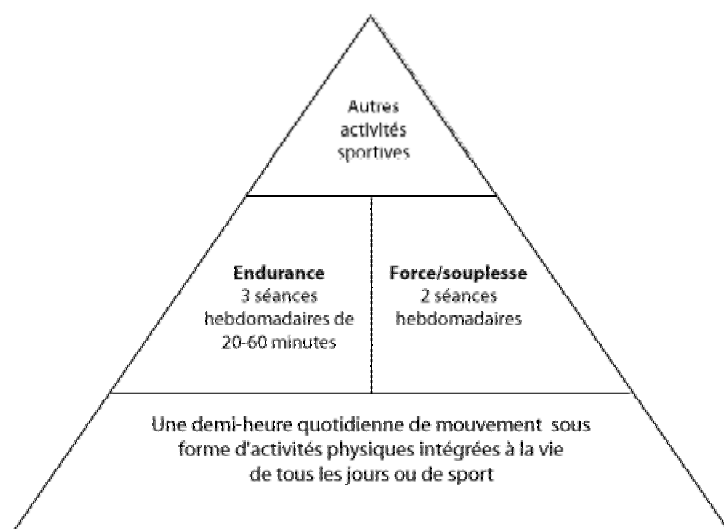 Autres
activités
sportives
Endurance
3 séances
hebdomadaires de
20-60 minutes
Force/souplesse
2 séances
hebdomadaires
Une demi-heure quotidienne de mouvement sous
forme d'activités physiques intégrées à la vie
de tous les jours ou de sport